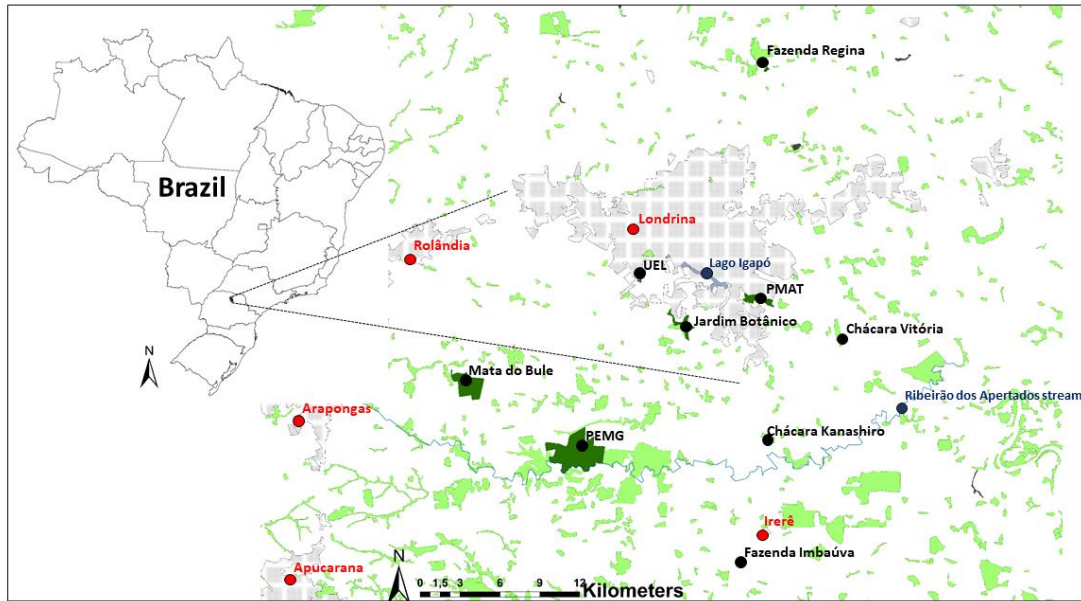 Fazenda Regina
Brazil
Londrina
Rolândia
UEL
Lago Igapó
PMAT
Jardim Botânico
Chácara Vitória
N
Mata do Bule
Ribeirão dos Apertados stream
Arapongas
PEMG
Chácara Kanashiro
Irerê
N
Fazenda Imbaúva
Apucarana
0 1,5 3 6 9 12
Kilometers